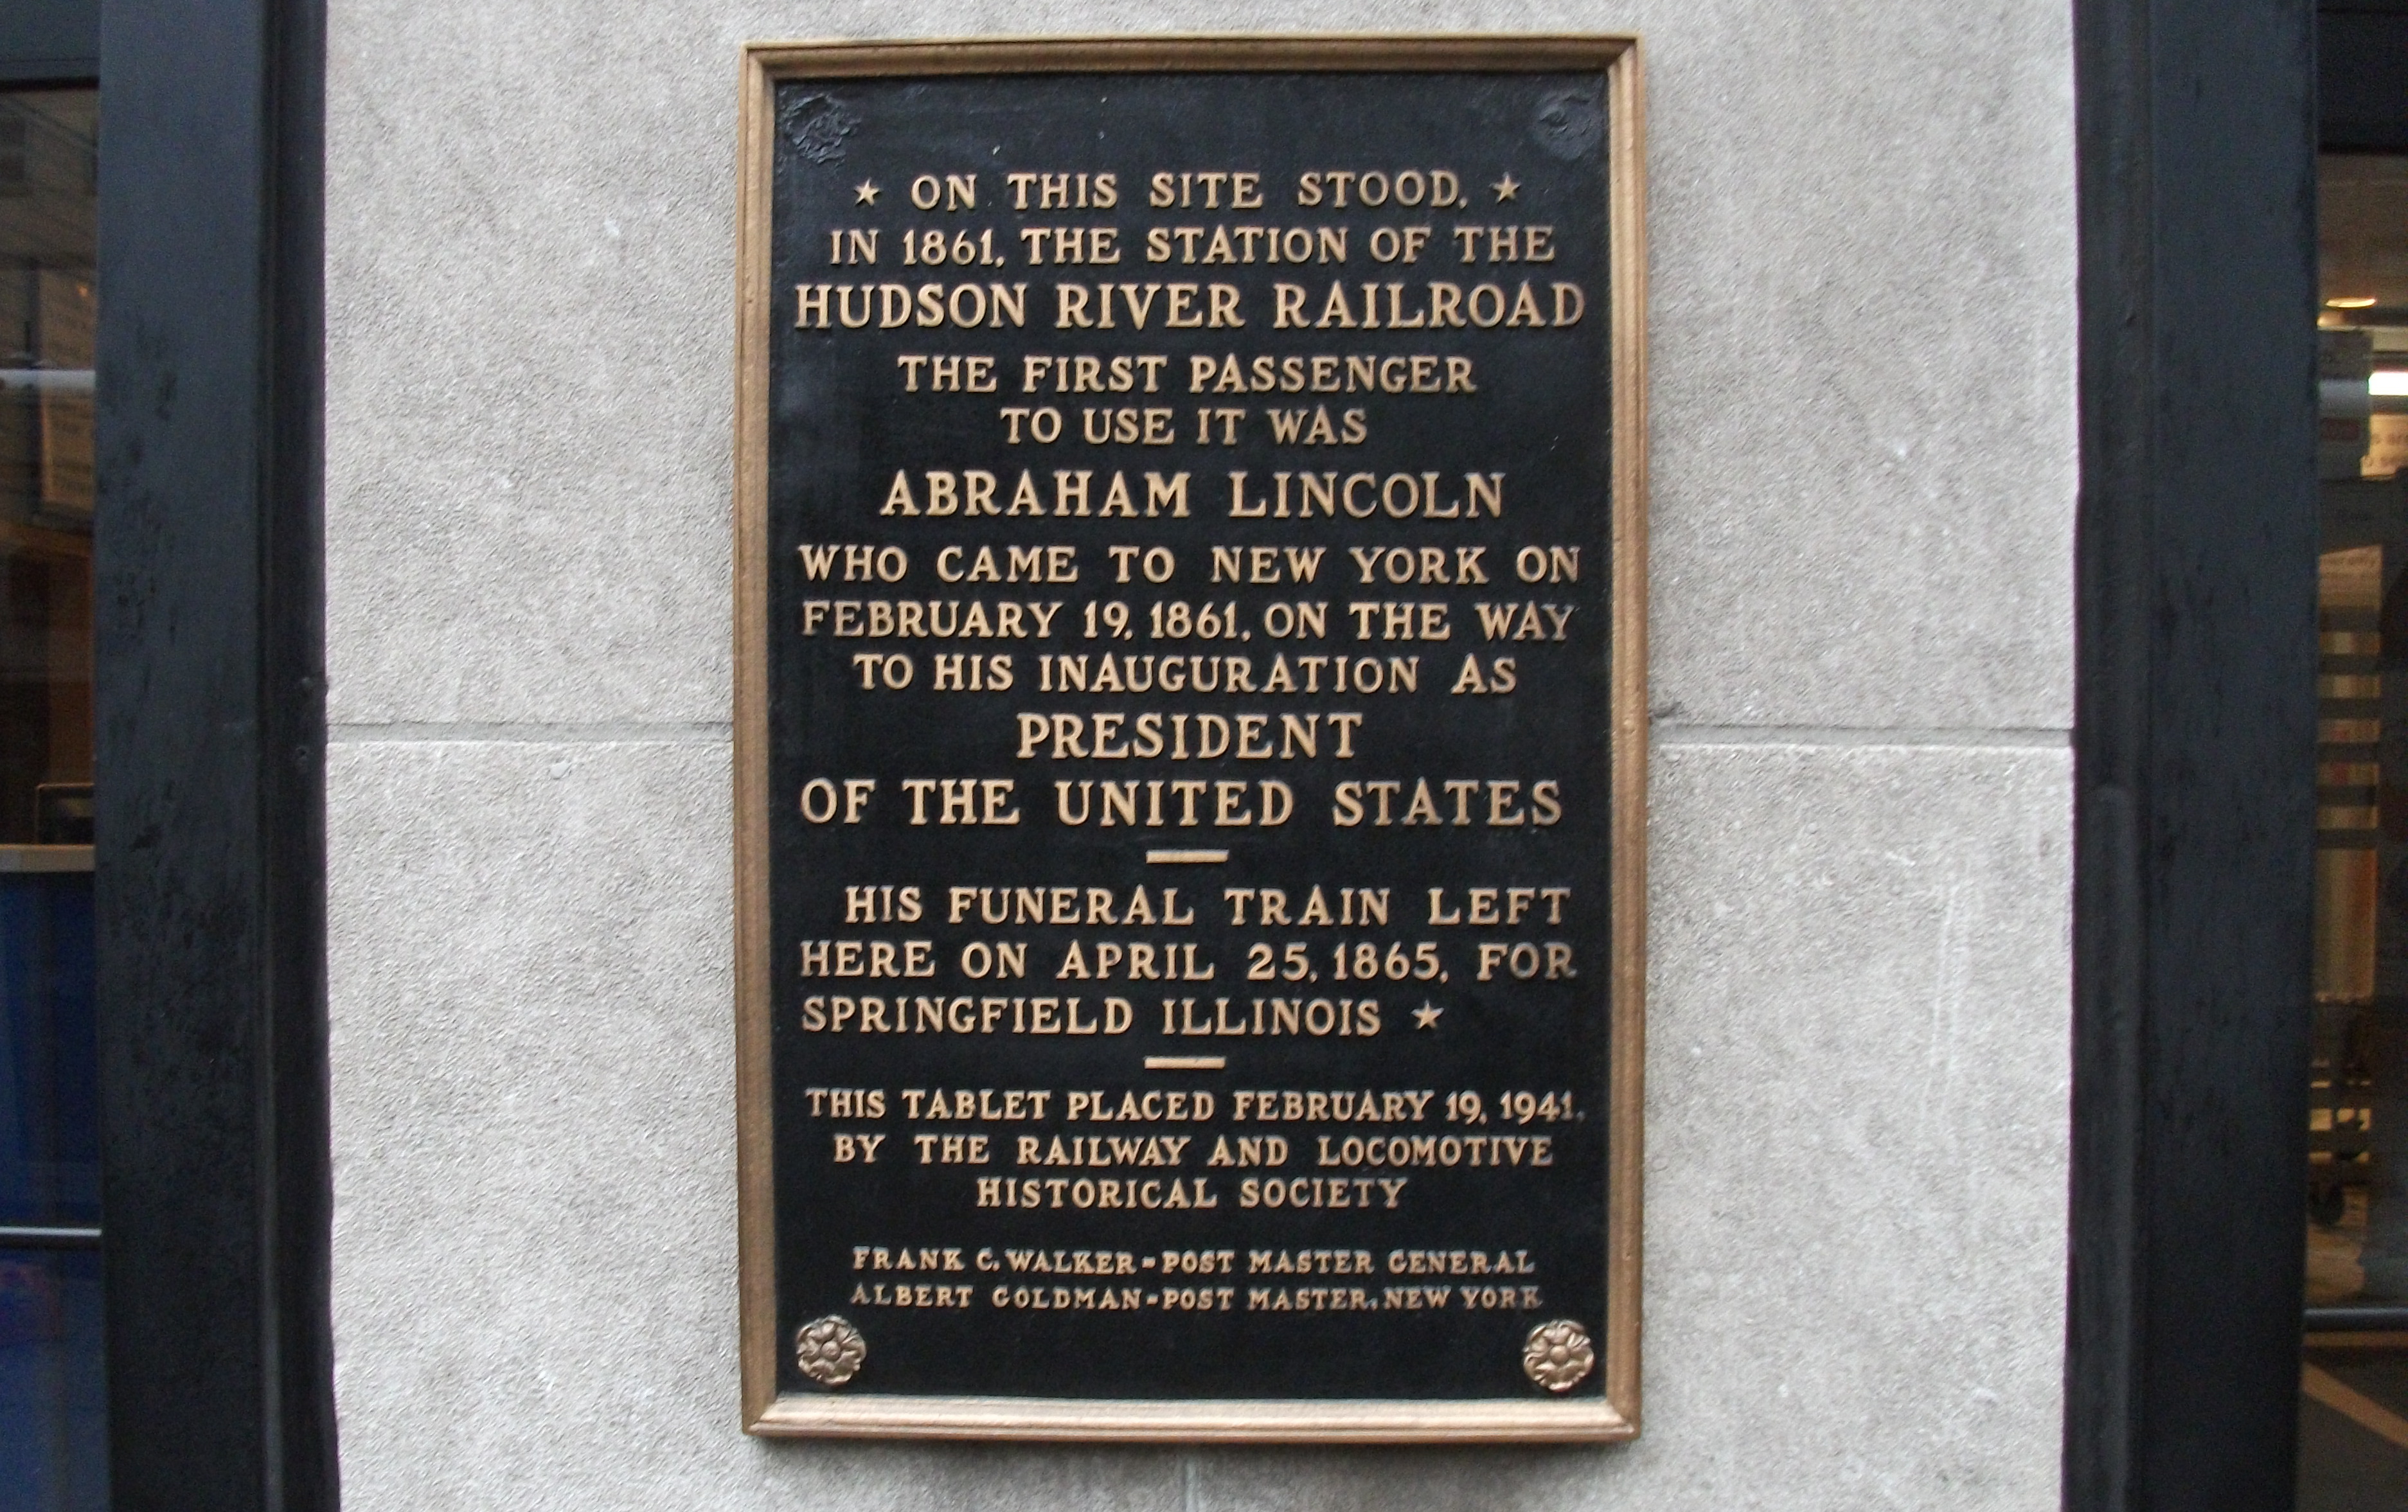 ★ ON THIS SITE STOOD, ★
IN 1861, THE STATION OF THE
HUDSON RIVER RAILROAD
THE FIRST PASSENGER
TO USE IT WAS
ABRAHAM LINCOLN
WHO CAME TO NEW YORK ON
FEBRUARY 19, 1861, ON THE WAY
TO HIS INAUGURATION AS
PRESIDENT
OF THE UNITED STATES
HIS FUNERAL TRAIN LEFT
HERE ON APRIL 25, 1865, FOR
SPRINGFIELD ILLINOIS ★
THIS TABLET PLACED FEBRUARY 19, 1941,
BY THE RAILWAY AND LOCOMOTIVE
HISTORICAL SOCIETY
FRANK C. WALKER-POST MASTER GENERAL
ALBERT GOLDMAN-POST MASTER, NEW YORK